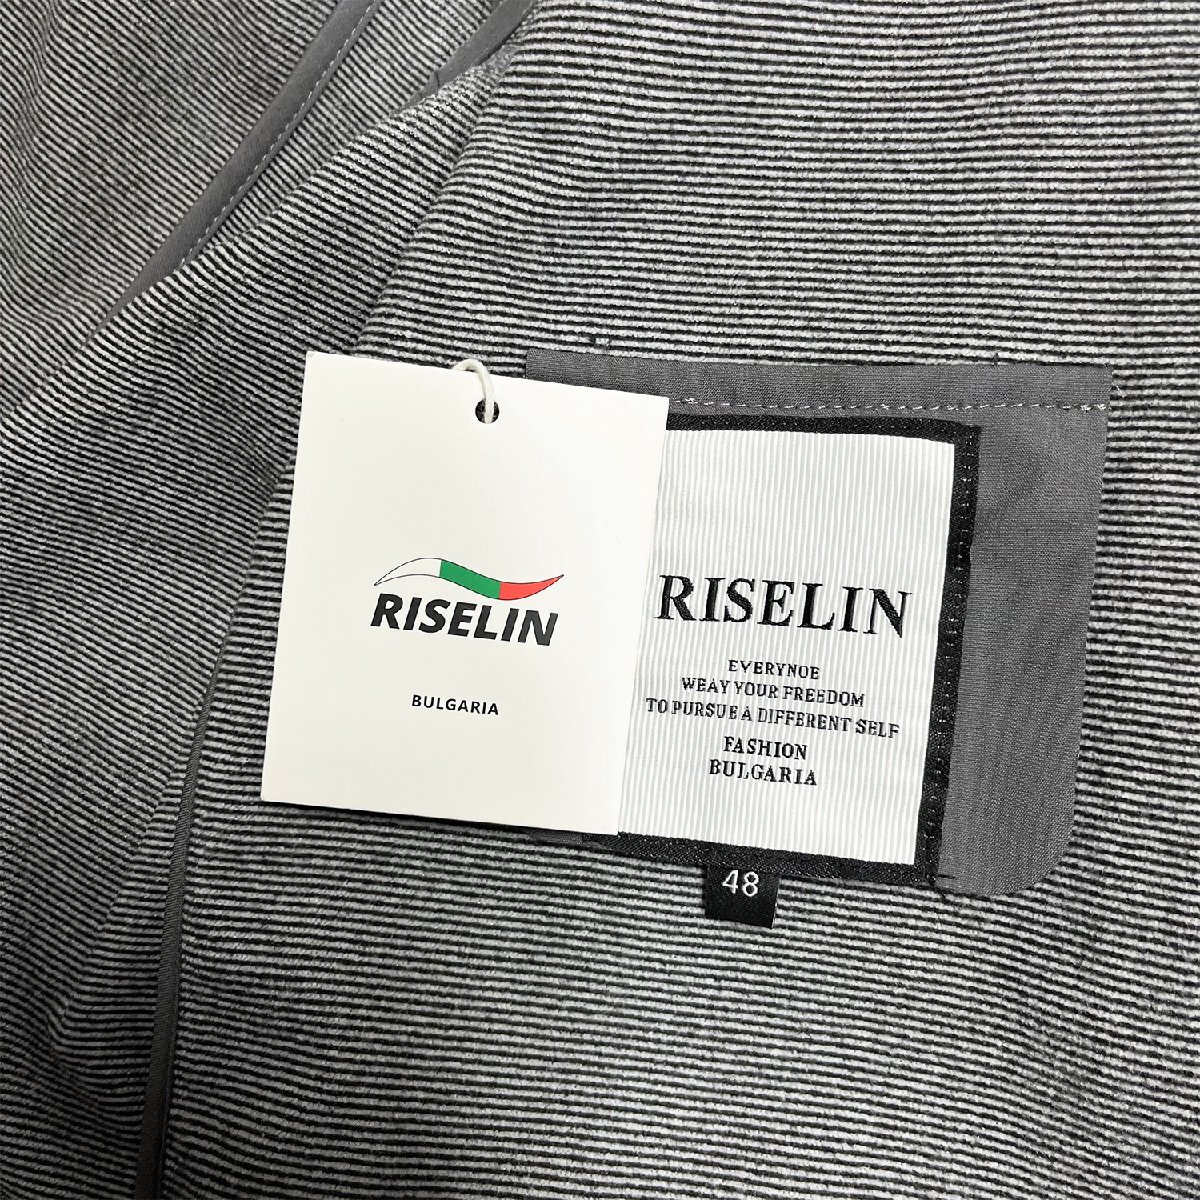 RISELIN
BULGARIA
RISELIN
EVERYNOE
WEAY YOUR FREEDOM
TO PURSUE A DIFFERENT SELF
FASHION
BULGARIA
48